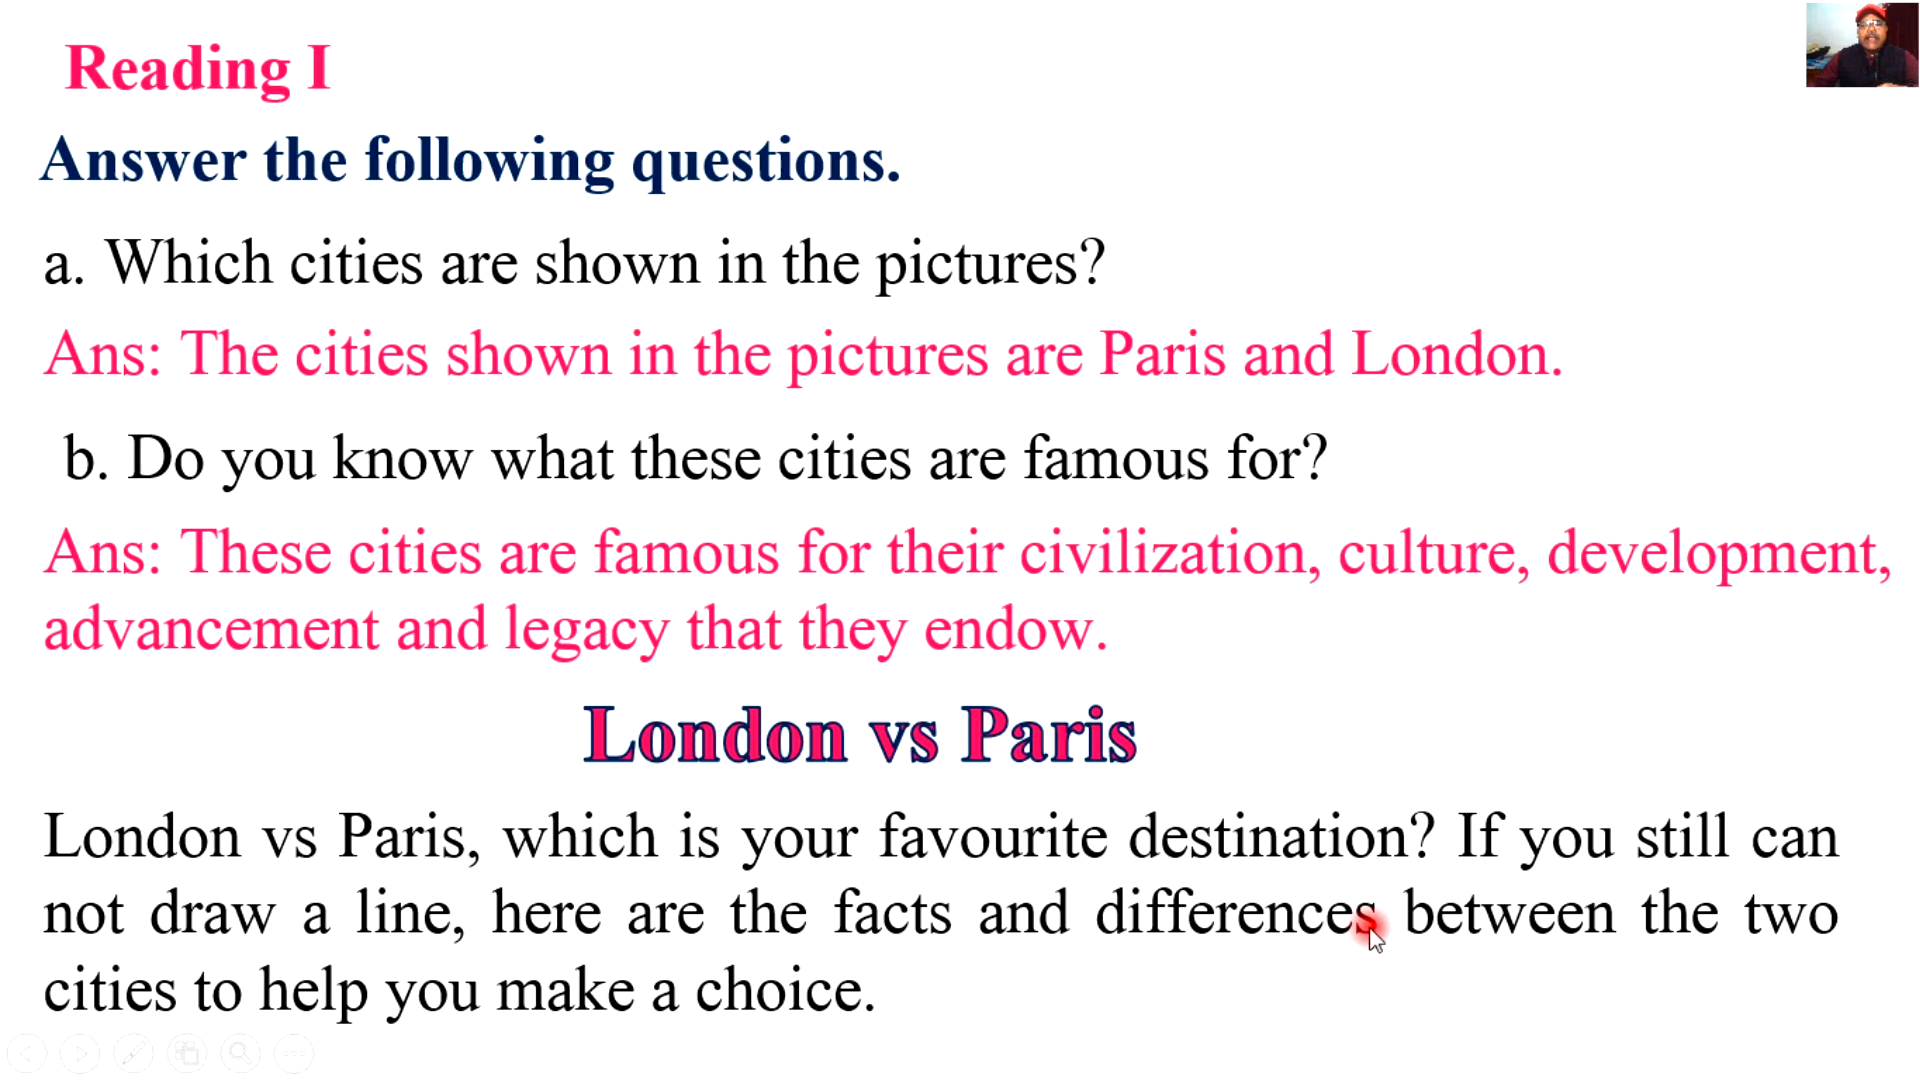 Reading I
Answer the following questions.
a. Which cities are shown in the pictures?
Ans: The cities shown in the pictures are Paris and London.
b. Do you know what these cities are famous for?
Ans: These cities are famous for their civilization, culture, development,
advancement and legacy that they endow.
London vs Paris
London vs Paris, which is your favourite destination? If you still can
not draw a line, here are the facts and differences between the two
cities to help you make a choice.